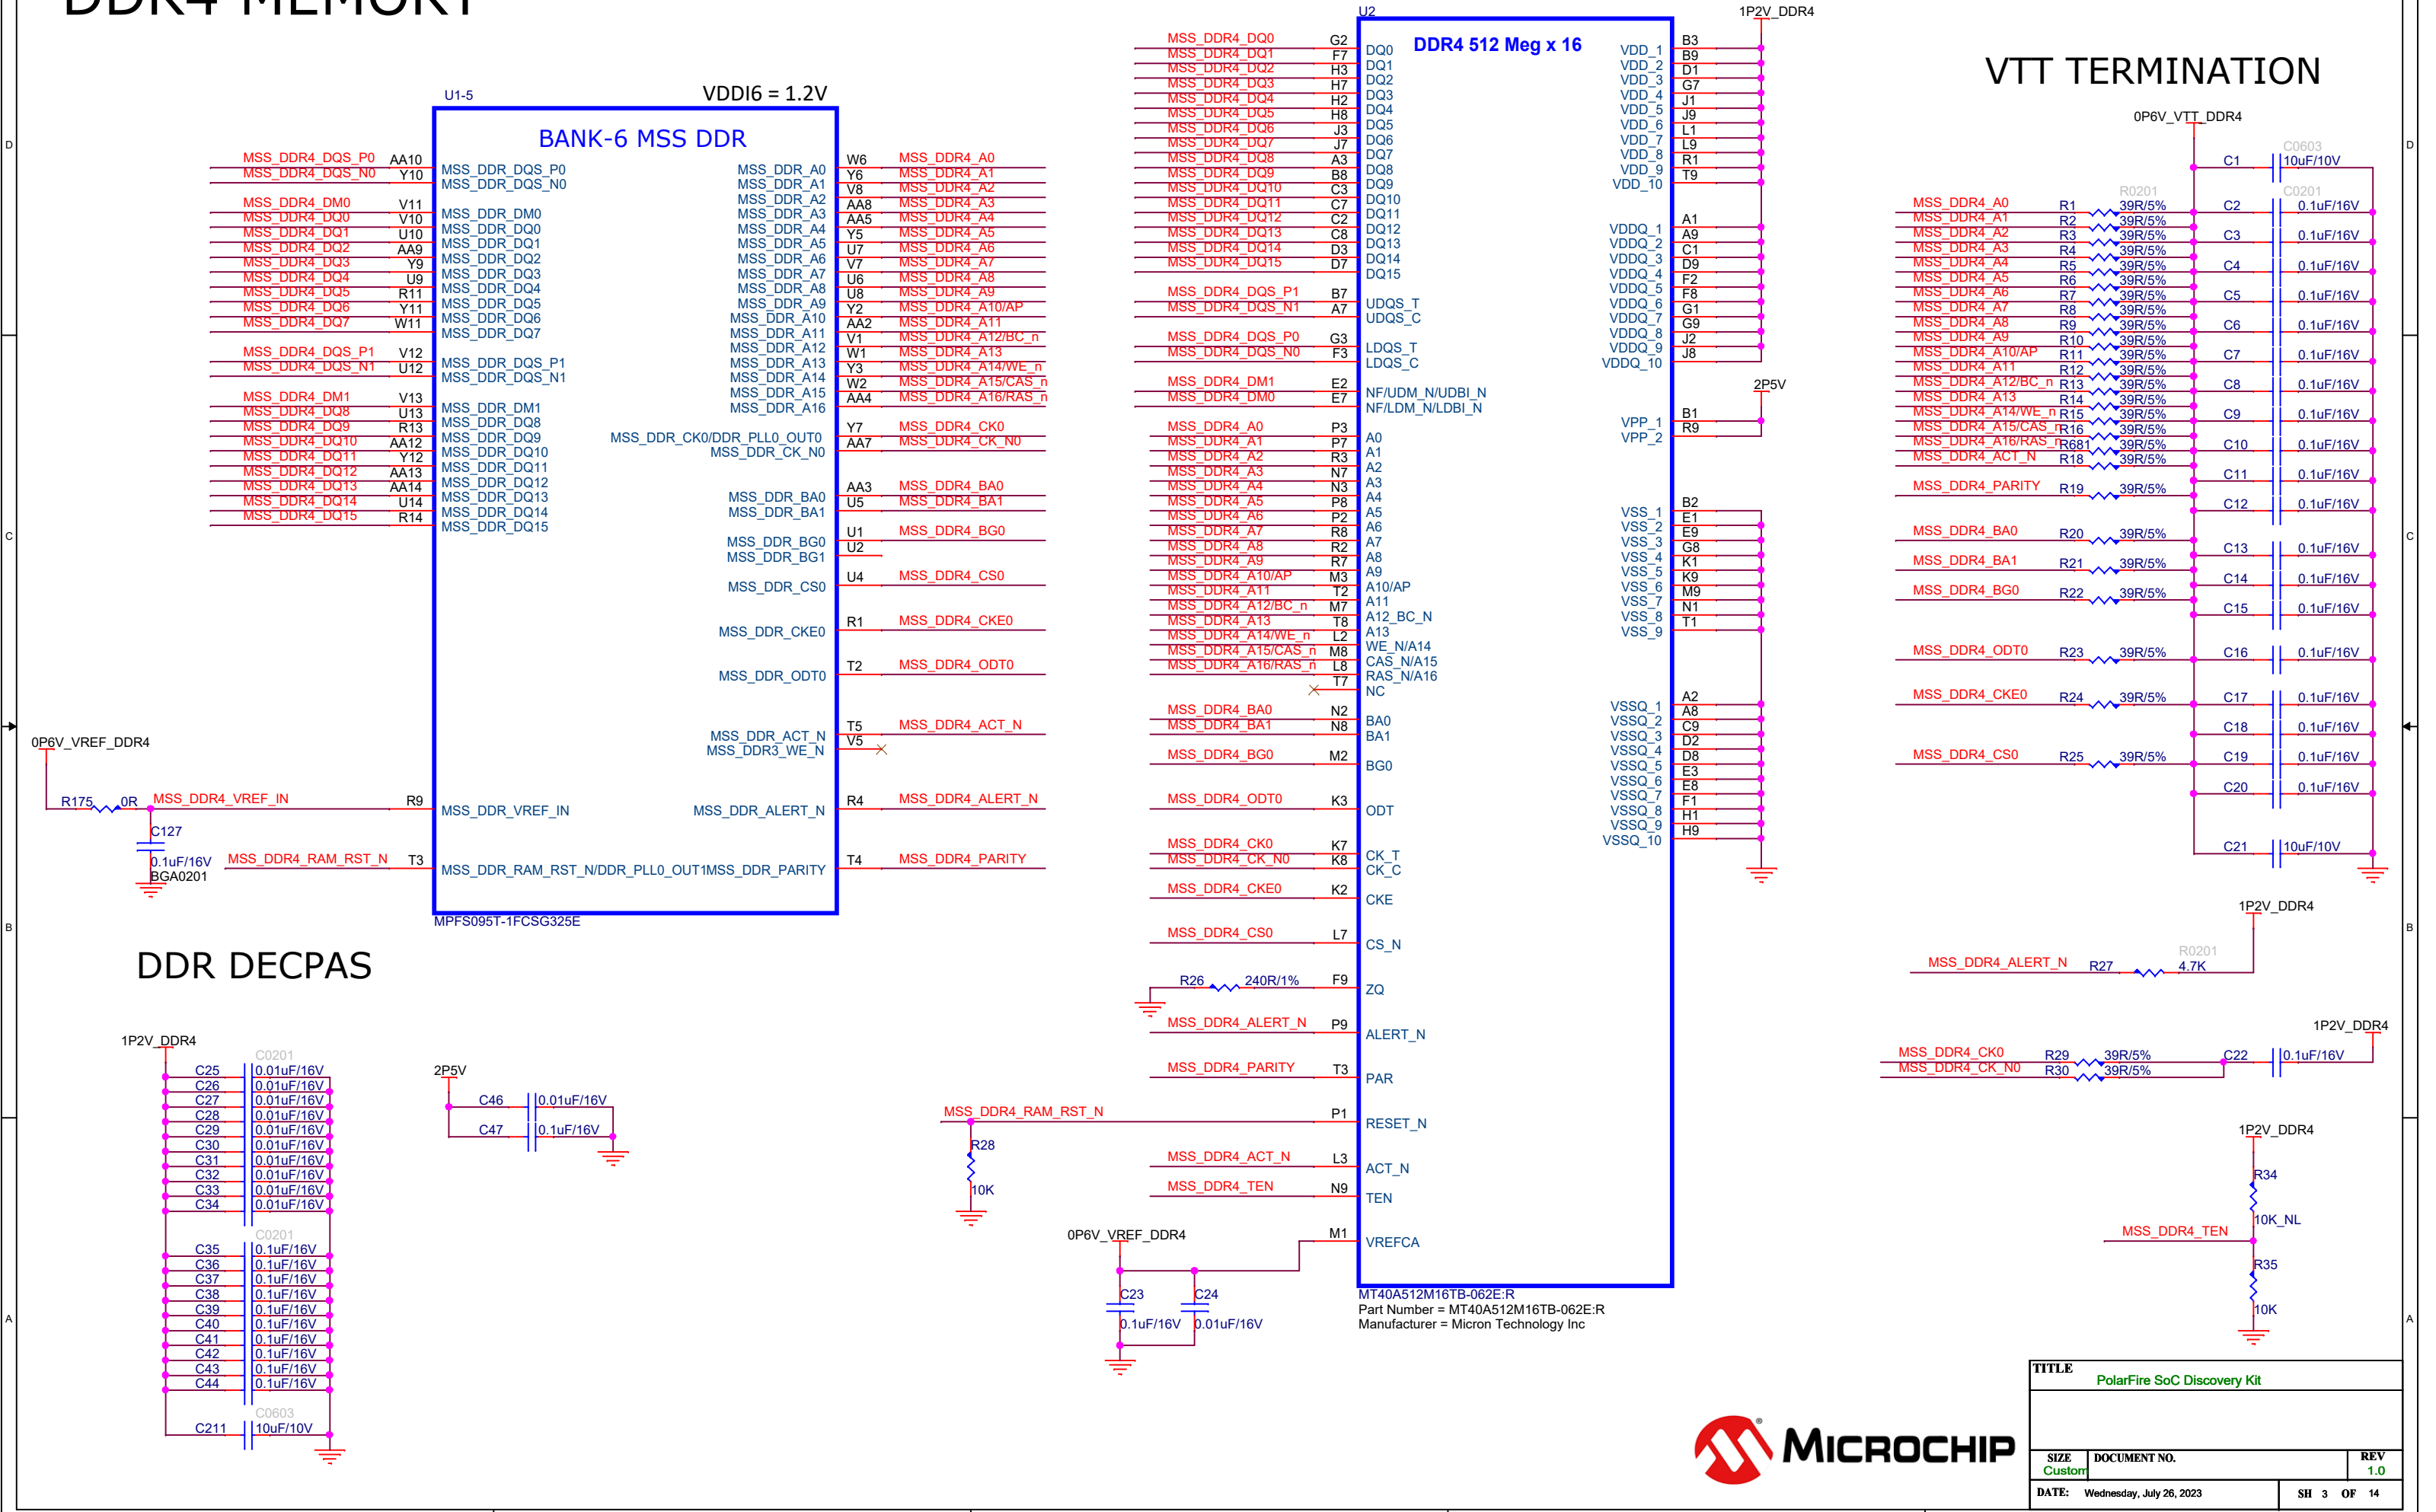 DDR4 MEMORY
U1-5
VDDI6 = 1.2V
BANK-6 MSS DDR
MSS_DDR4_DQS_P0 AA10 MSS_DDR_DQS_P0
MSS_DDR4_DQS_N0 Y10 MSS_DDR_DQS_N0
MSS_DDR4_DM0 V11 MSS_DDR_DM0
MSS_DDR4_DQ0 V10 MSS_DDR_DQ0
MSS_DDR4_DQ1 U10 MSS_DDR_DQ1
MSS_DDR4_DQ2 AA9 MSS_DDR_DQ2
MSS_DDR4_DQ3 Y9 MSS_DDR_DQ3
MSS_DDR4_DQ4 U9 MSS_DDR_DQ4
MSS_DDR4_DQ5 R11 MSS_DDR_DQ5
MSS_DDR4_DQ6 Y11 MSS_DDR_DQ6
MSS_DDR4_DQ7 W11 MSS_DDR_DQ7
MSS_DDR4_DQS_P1 V12 MSS_DDR_DQS_P1
MSS_DDR4_DQS_N1 U12 MSS_DDR_DQS_N1
MSS_DDR4_DM1 V13 MSS_DDR_DM1
MSS_DDR4_DQ8 U13 MSS_DDR_DQ8
MSS_DDR4_DQ9 R13 MSS_DDR_DQ9
MSS_DDR4_DQ10 AA12 MSS_DDR_DQ10
MSS_DDR4_DQ11 Y12 MSS_DDR_DQ11
MSS_DDR4_DQ12 AA13 MSS_DDR_DQ12
MSS_DDR4_DQ13 AA14 MSS_DDR_DQ13
MSS_DDR4_DQ14 U14 MSS_DDR_DQ14
MSS_DDR4_DQ15 R14 MSS_DDR_DQ15
0P6V_VREF_DDR4
R175 0R MSS_DDR4_VREF_IN R9 MSS_DDR_VREF_IN
C127
0.1uF/16V
BGA0201
MSS_DDR4_RAM_RST_N T3 MSS_DDR_RAM_RST_N/DDR_PLL0_OUT1
MSS_DDR_A0 W6 MSS_DDR4_A0
MSS_DDR_A1 Y6 MSS_DDR4_A1
MSS_DDR_A2 V8 MSS_DDR4_A2
MSS_DDR_A3 AA8 MSS_DDR4_A3
MSS_DDR_A4 AA5 MSS_DDR4_A4
MSS_DDR_A5 Y5 MSS_DDR4_A5
MSS_DDR_A6 U7 MSS_DDR4_A6
MSS_DDR_A7 V7 MSS_DDR4_A7
MSS_DDR_A8 U6 MSS_DDR4_A8
MSS_DDR_A9 U8 MSS_DDR4_A9
MSS_DDR_A10 Y2 MSS_DDR4_A10/AP
MSS_DDR_A11 AA2 MSS_DDR4_A11
MSS_DDR_A12 V1 MSS_DDR4_A12/BC_n
MSS_DDR_A13 W1 MSS_DDR4_A13
MSS_DDR_A14 Y3 MSS_DDR4_A14/WE_n
MSS_DDR_A15 W2 MSS_DDR4_A15/CAS_n
MSS_DDR_A16 AA4 MSS_DDR4_A16/RAS_n
MSS_DDR_CK0/DDR_PLL0_OUT0 Y7 MSS_DDR4_CK0
MSS_DDR_CK_N0 AA7 MSS_DDR4_CK_N0
MSS_DDR_BA0 AA3 MSS_DDR4_BA0
MSS_DDR_BA1 U5 MSS_DDR4_BA1
MSS_DDR_BG0 U1 MSS_DDR4_BG0
MSS_DDR_BG1 U2
MSS_DDR_CS0 U4 MSS_DDR4_CS0
MSS_DDR_CKE0 R1 MSS_DDR4_CKE0
MSS_DDR_ODT0 T2 MSS_DDR4_ODT0
MSS_DDR_ACT_N T5 MSS_DDR4_ACT_N
MSS_DDR3_WE_N V5
MSS_DDR_ALERT_N R4 MSS_DDR4_ALERT_N
MSS_DDR_PARITY T4 MSS_DDR4_PARITY
MPFS095T-1FCSG325E
U2
DDR4 512 Meg x 16
MSS_DDR4_DQ0 G2 DQ0
MSS_DDR4_DQ1 F7 DQ1
MSS_DDR4_DQ2 H3 DQ2
MSS_DDR4_DQ3 H7 DQ3
MSS_DDR4_DQ4 H2 DQ4
MSS_DDR4_DQ5 H8 DQ5
MSS_DDR4_DQ6 J3 DQ6
MSS_DDR4_DQ7 J7 DQ7
MSS_DDR4_DQ8 A3 DQ8
MSS_DDR4_DQ9 B8 DQ9
MSS_DDR4_DQ10 C3 DQ10
MSS_DDR4_DQ11 C7 DQ11
MSS_DDR4_DQ12 C2 DQ12
MSS_DDR4_DQ13 C8 DQ13
MSS_DDR4_DQ14 D3 DQ14
MSS_DDR4_DQ15 D7 DQ15
MSS_DDR4_DQS_P1 B7 UDQS_T
MSS_DDR4_DQS_N1 A7 UDQS_C
MSS_DDR4_DQS_P0 G3 LDQS_T
MSS_DDR4_DQS_N0 F3 LDQS_C
MSS_DDR4_DM1 E2 NF/UDM_N/UDBI_N
MSS_DDR4_DM0 E7 NF/LDM_N/LDBI_N
MSS_DDR4_A0 P3 A0
MSS_DDR4_A1 P7 A1
MSS_DDR4_A2 R3 A2
MSS_DDR4_A3 N7 A3
MSS_DDR4_A4 N3 A4
MSS_DDR4_A5 P8 A5
MSS_DDR4_A6 P2 A6
MSS_DDR4_A7 R8 A7
MSS_DDR4_A8 R2 A8
MSS_DDR4_A9 R7 A9
MSS_DDR4_A10/AP M3 A10/AP
MSS_DDR4_A11 T2 A11
MSS_DDR4_A12/BC_n M7 A12_BC_N
MSS_DDR4_A13 T8 A13
MSS_DDR4_A14/WE_n L2 WE_N/A14
MSS_DDR4_A15/CAS_n M8 CAS_N/A15
MSS_DDR4_A16/RAS_n L8 RAS_N/A16
T7 NC
MSS_DDR4_BA0 N2 BA0
MSS_DDR4_BA1 N8 BA1
MSS_DDR4_BG0 M2 BG0
MSS_DDR4_ODT0 K3 ODT
MSS_DDR4_CK0 K7 CK_T
MSS_DDR4_CK_N0 K8 CK_C
MSS_DDR4_CKE0 K2 CKE
MSS_DDR4_CS0 L7 CS_N
R26 240R/1% F9 ZQ
MSS_DDR4_ALERT_N P9 ALERT_N
MSS_DDR4_PARITY T3 PAR
MSS_DDR4_RAM_RST_N P1 RESET_N
R28
10K
MSS_DDR4_ACT_N L3 ACT_N
MSS_DDR4_TEN N9 TEN
0P6V_VREF_DDR4 M1 VREFCA
C23 C24
0.1uF/16V 0.01uF/16V
1P2V_DDR4
VDD_1 B3
VDD_2 B9
VDD_3 D1
VDD_4 G7
VDD_5 J1
VDD_6 J9
VDD_7 L1
VDD_8 L9
VDD_9 R1
VDD_10 T9
VDDQ_1 A1
VDDQ_2 A9
VDDQ_3 C1
VDDQ_4 D9
VDDQ_5 F2
VDDQ_6 F8
VDDQ_7 G1
VDDQ_8 G9
VDDQ_9 J2
VDDQ_10 J8
2P5V
VPP_1 B1
VPP_2 R9
VSS_1 B2
VSS_2 E1
VSS_3 E9
VSS_4 G8
VSS_5 K1
VSS_6 K9
VSS_7 M9
VSS_8 N1
VSS_9 T1
VSSQ_1 A2
VSSQ_2 A8
VSSQ_3 C9
VSSQ_4 D2
VSSQ_5 D8
VSSQ_6 E3
VSSQ_7 E8
VSSQ_8 F1
VSSQ_9 H1
VSSQ_10 H9
MT40A512M16TB-062E:R
Part Number = MT40A512M16TB-062E:R
Manufacturer = Micron Technology Inc
VTT TERMINATION
0P6V_VTT_DDR4
C0603
C1 10uF/10V
R0201 C0201
MSS_DDR4_A0 R1 39R/5%
MSS_DDR4_A1 R2 39R/5%
MSS_DDR4_A2 R3 39R/5%
MSS_DDR4_A3 R4 39R/5%
MSS_DDR4_A4 R5 39R/5%
MSS_DDR4_A5 R6 39R/5%
MSS_DDR4_A6 R7 39R/5%
MSS_DDR4_A7 R8 39R/5%
MSS_DDR4_A8 R9 39R/5%
MSS_DDR4_A9 R10 39R/5%
MSS_DDR4_A10/AP R11 39R/5%
MSS_DDR4_A11 R12 39R/5%
MSS_DDR4_A12/BC_n R13 39R/5%
MSS_DDR4_A13 R14 39R/5%
MSS_DDR4_A14/WE_n R15 39R/5%
MSS_DDR4_A15/CAS_n R16 39R/5%
MSS_DDR4_A16/RAS_n R681 39R/5%
MSS_DDR4_ACT_N R18 39R/5%
MSS_DDR4_PARITY R19 39R/5%
MSS_DDR4_BA0 R20 39R/5%
MSS_DDR4_BA1 R21 39R/5%
MSS_DDR4_BG0 R22 39R/5%
MSS_DDR4_ODT0 R23 39R/5%
MSS_DDR4_CKE0 R24 39R/5%
MSS_DDR4_CS0 R25 39R/5%
C2 0.1uF/16V
C3 0.1uF/16V
C4 0.1uF/16V
C5 0.1uF/16V
C6 0.1uF/16V
C7 0.1uF/16V
C8 0.1uF/16V
C9 0.1uF/16V
C10 0.1uF/16V
C11 0.1uF/16V
C12 0.1uF/16V
C13 0.1uF/16V
C14 0.1uF/16V
C15 0.1uF/16V
C16 0.1uF/16V
C17 0.1uF/16V
C18 0.1uF/16V
C19 0.1uF/16V
C20 0.1uF/16V
C21 10uF/10V
1P2V_DDR4
R0201
MSS_DDR4_ALERT_N R27 4.7K
1P2V_DDR4
MSS_DDR4_CK0 R29 39R/5% C22 0.1uF/16V
MSS_DDR4_CK_N0 R30 39R/5%
1P2V_DDR4
R34
10K_NL
MSS_DDR4_TEN
R35
10K
DDR DECPAS
1P2V_DDR4
C0201
C25 0.01uF/16V
C26 0.01uF/16V
C27 0.01uF/16V
C28 0.01uF/16V
C29 0.01uF/16V
C30 0.01uF/16V
C31 0.01uF/16V
C32 0.01uF/16V
C33 0.01uF/16V
C34 0.01uF/16V
C0201
C35 0.1uF/16V
C36 0.1uF/16V
C37 0.1uF/16V
C38 0.1uF/16V
C39 0.1uF/16V
C40 0.1uF/16V
C41 0.1uF/16V
C42 0.1uF/16V
C43 0.1uF/16V
C44 0.1uF/16V
C0603
C211 10uF/10V
2P5V
C46 0.01uF/16V
C47 0.1uF/16V
D D
C C
B B
A A
MICROCHIP ®
TITLE
PolarFire SoC Discovery Kit
SIZE DOCUMENT NO. REV
Custom 1.0
DATE: Wednesday, July 26, 2023 SH 3 OF 14